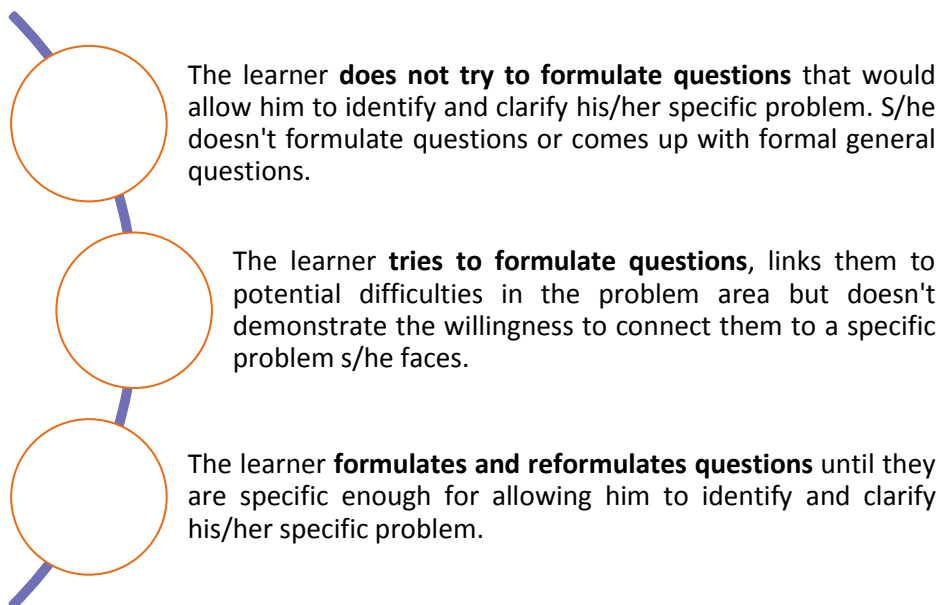 The learner does not try to formulate questions that would
allow him to identify and clarify his/her specific problem. S/he
doesn't formulate questions or comes up with formal general
questions.
The learner tries to formulate questions, links them to
potential difficulties in the problem area but doesn't
demonstrate the willingness to connect them to a specific
problem s/he faces.
The learner formulates and reformulates questions until they
are specific enough for allowing him to identify and clarify
his/her specific problem.